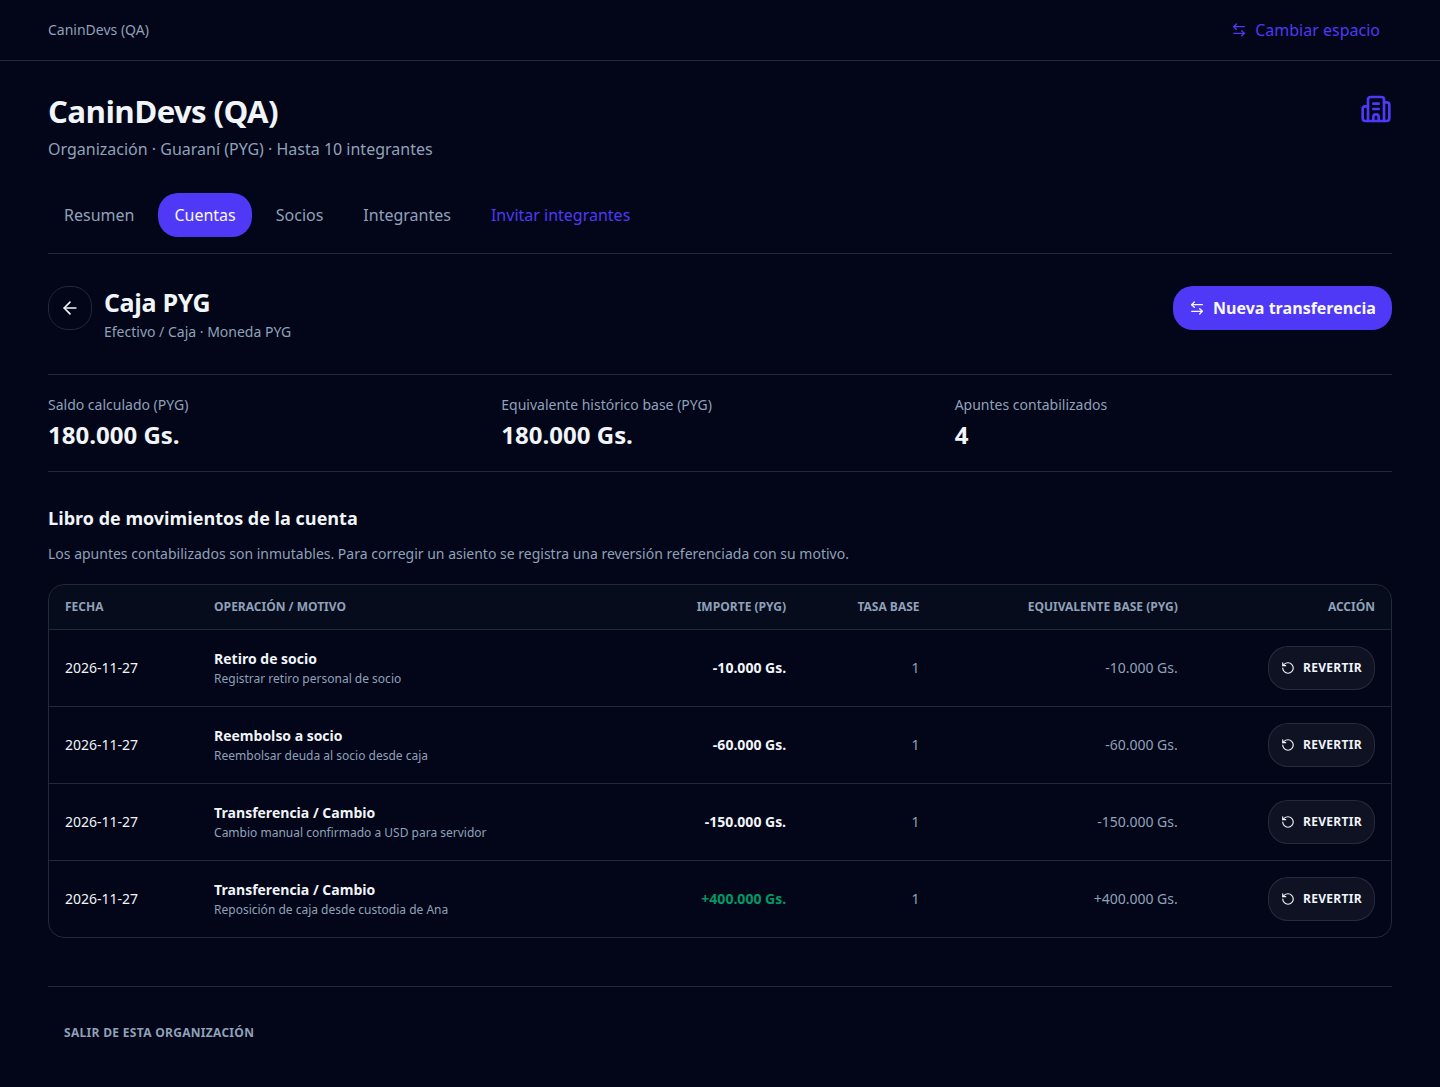 CaninDevs (QA)
Cambiar espacio
CaninDevs (QA)
Organización · Guaraní (PYG) · Hasta 10 integrantes
Resumen
Cuentas
Socios
Integrantes
Invitar integrantes
Caja PYG
Efectivo / Caja · Moneda PYG
Nueva transferencia
Saldo calculado (PYG)
180.000 Gs.
Equivalente histórico base (PYG)
180.000 Gs.
Apuntes contabilizados
4
Libro de movimientos de la cuenta
Los apuntes contabilizados son inmutables. Para corregir un asiento se registra una reversión referenciada con su motivo.
FECHA OPERACIÓN / MOTIVO IMPORTE (PYG) TASA BASE EQUIVALENTE BASE (PYG) ACCIÓN
2026-11-27 Retiro de socio -10.000 Gs. 1 -10.000 Gs. REVERTIR
Registrar retiro personal de socio
2026-11-27 Reembolso a socio -60.000 Gs. 1 -60.000 Gs. REVERTIR
Reembolsar deuda al socio desde caja
2026-11-27 Transferencia / Cambio -150.000 Gs. 1 -150.000 Gs. REVERTIR
Cambio manual confirmado a USD para servidor
2026-11-27 Transferencia / Cambio +400.000 Gs. 1 +400.000 Gs. REVERTIR
Reposición de caja desde custodia de Ana
SALIR DE ESTA ORGANIZACIÓN